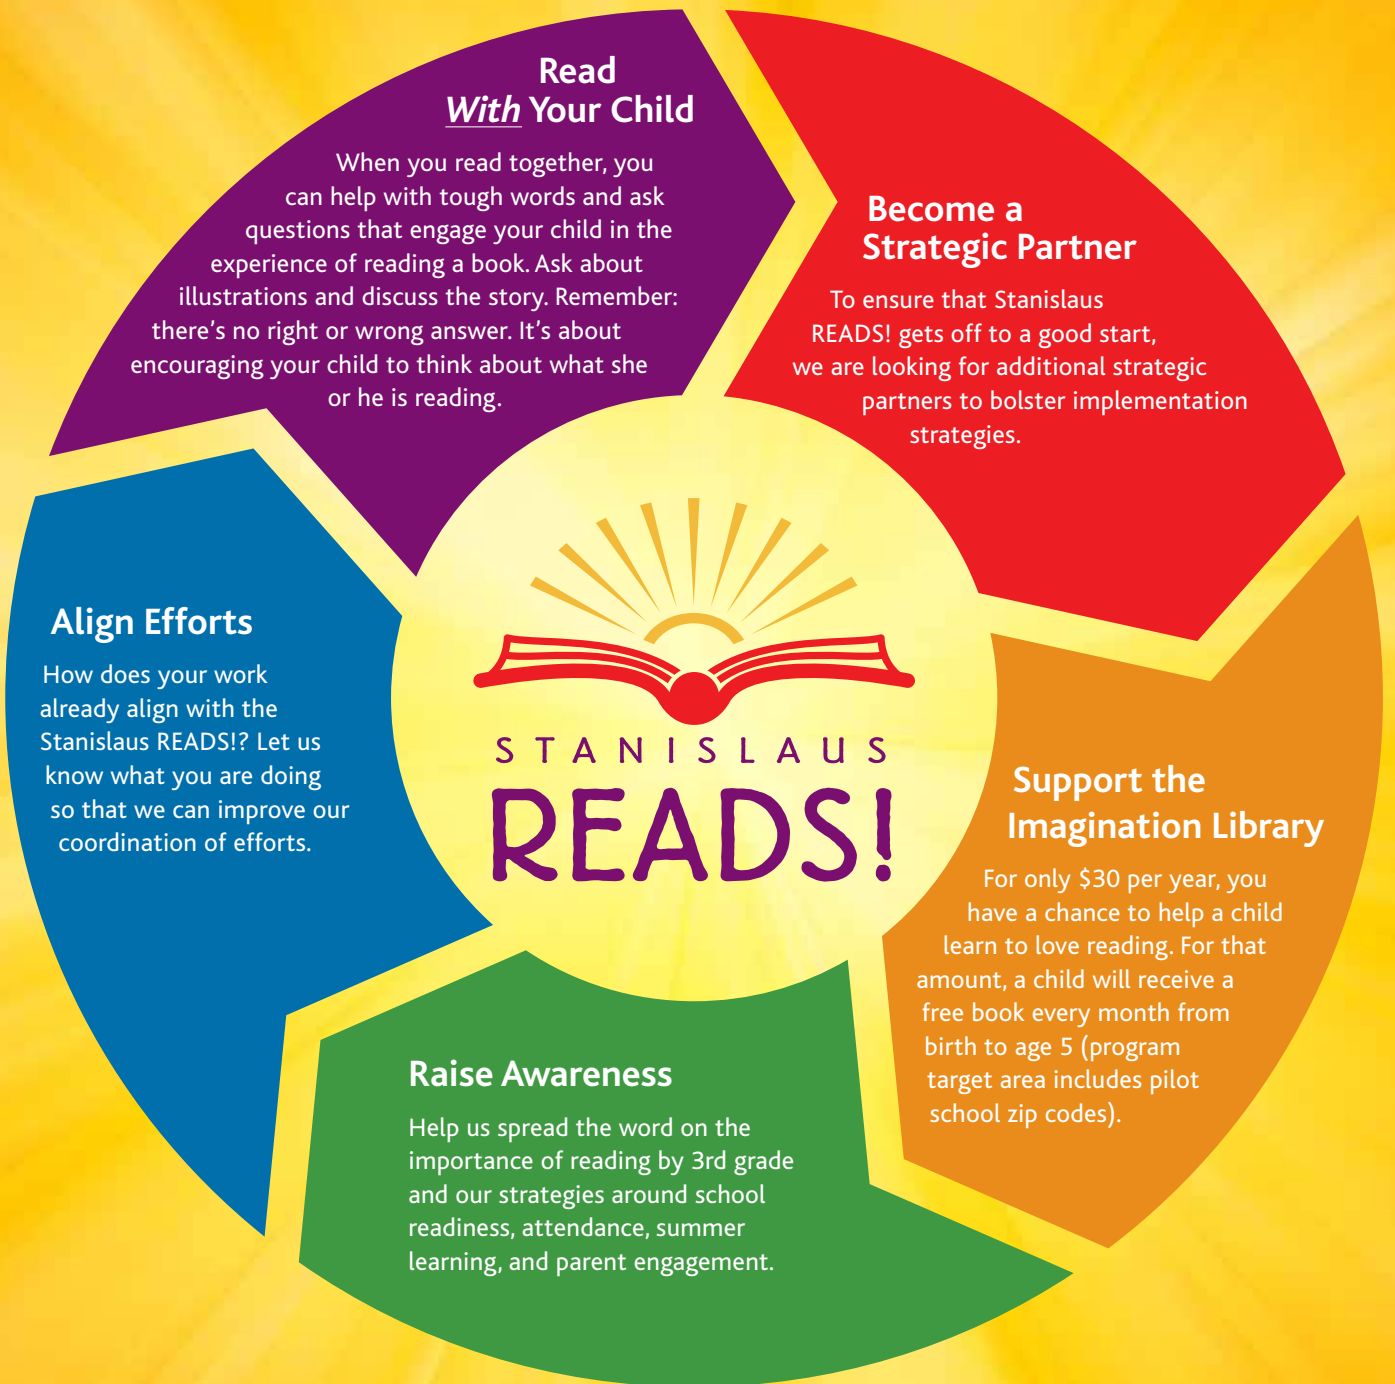 Read
With Your Child
When you read together, you
can help with tough words and ask
questions that engage your child in the
experience of reading a book. Ask about
illustrations and discuss the story. Remember:
there's no right or wrong answer. It's about
encouraging your child to think about what she
or he is reading.
Become a
Strategic Partner
To ensure that Stanislaus
READS! gets off to a good start,
we are looking for additional strategic
partners to bolster implementation
strategies.
Support the
Imagination Library
For only $30 per year, you
have a chance to help a child
learn to love reading. For that
amount, a child will receive a
free book every month from
birth to age 5 (program
target area includes pilot
school zip codes).
Raise Awareness
Help us spread the word on the
importance of reading by 3rd grade
and our strategies around school
readiness, attendance, summer
learning, and parent engagement.
Align Efforts
How does your work
already align with the
Stanislaus READS!? Let us
know what you are doing
so that we can improve our
coordination of efforts.
STANISLAUS
READS!